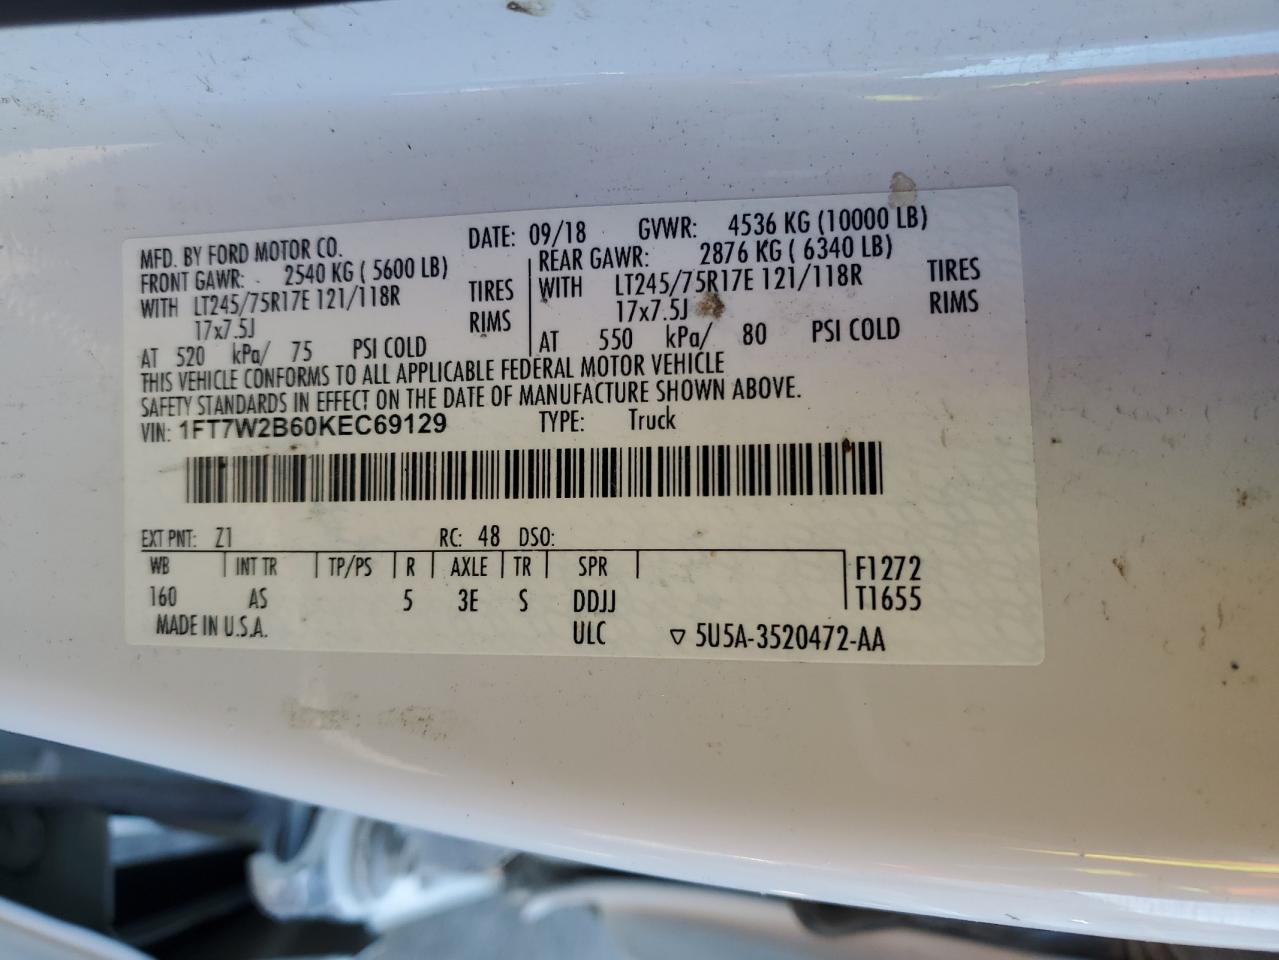 MFD. BY FORD MOTOR CO. DATE: 09/18 GVWR: 4536 KG (10000 LB)
FRONT GAWR: 2540 KG ( 5600 LB) REAR GAWR: 2876 KG ( 6340 LB)
WITH LT245/75R17E 121/118R TIRES WITH LT245/75R17E 121/118R TIRES
17x7.5J RIMS 17x7.5J RIMS
AT 520 kPa/ 75 PSI COLD AT 550 kPa/ 80 PSI COLD
THIS VEHICLE CONFORMS TO ALL APPLICABLE FEDERAL MOTOR VEHICLE
SAFETY STANDARDS IN EFFECT ON THE DATE OF MANUFACTURE SHOWN ABOVE.
VIN: 1FT7W2B60KEC69129 TYPE: Truck
EXT PNT: Z1 RC: 48 DSO:
WB INT TR TP/PS R AXLE TR SPR F1272
160 AS 5 3E S DDJJ T1655
MADE IN U.S.A. ULC ▽ 5U5A-3520472-AA